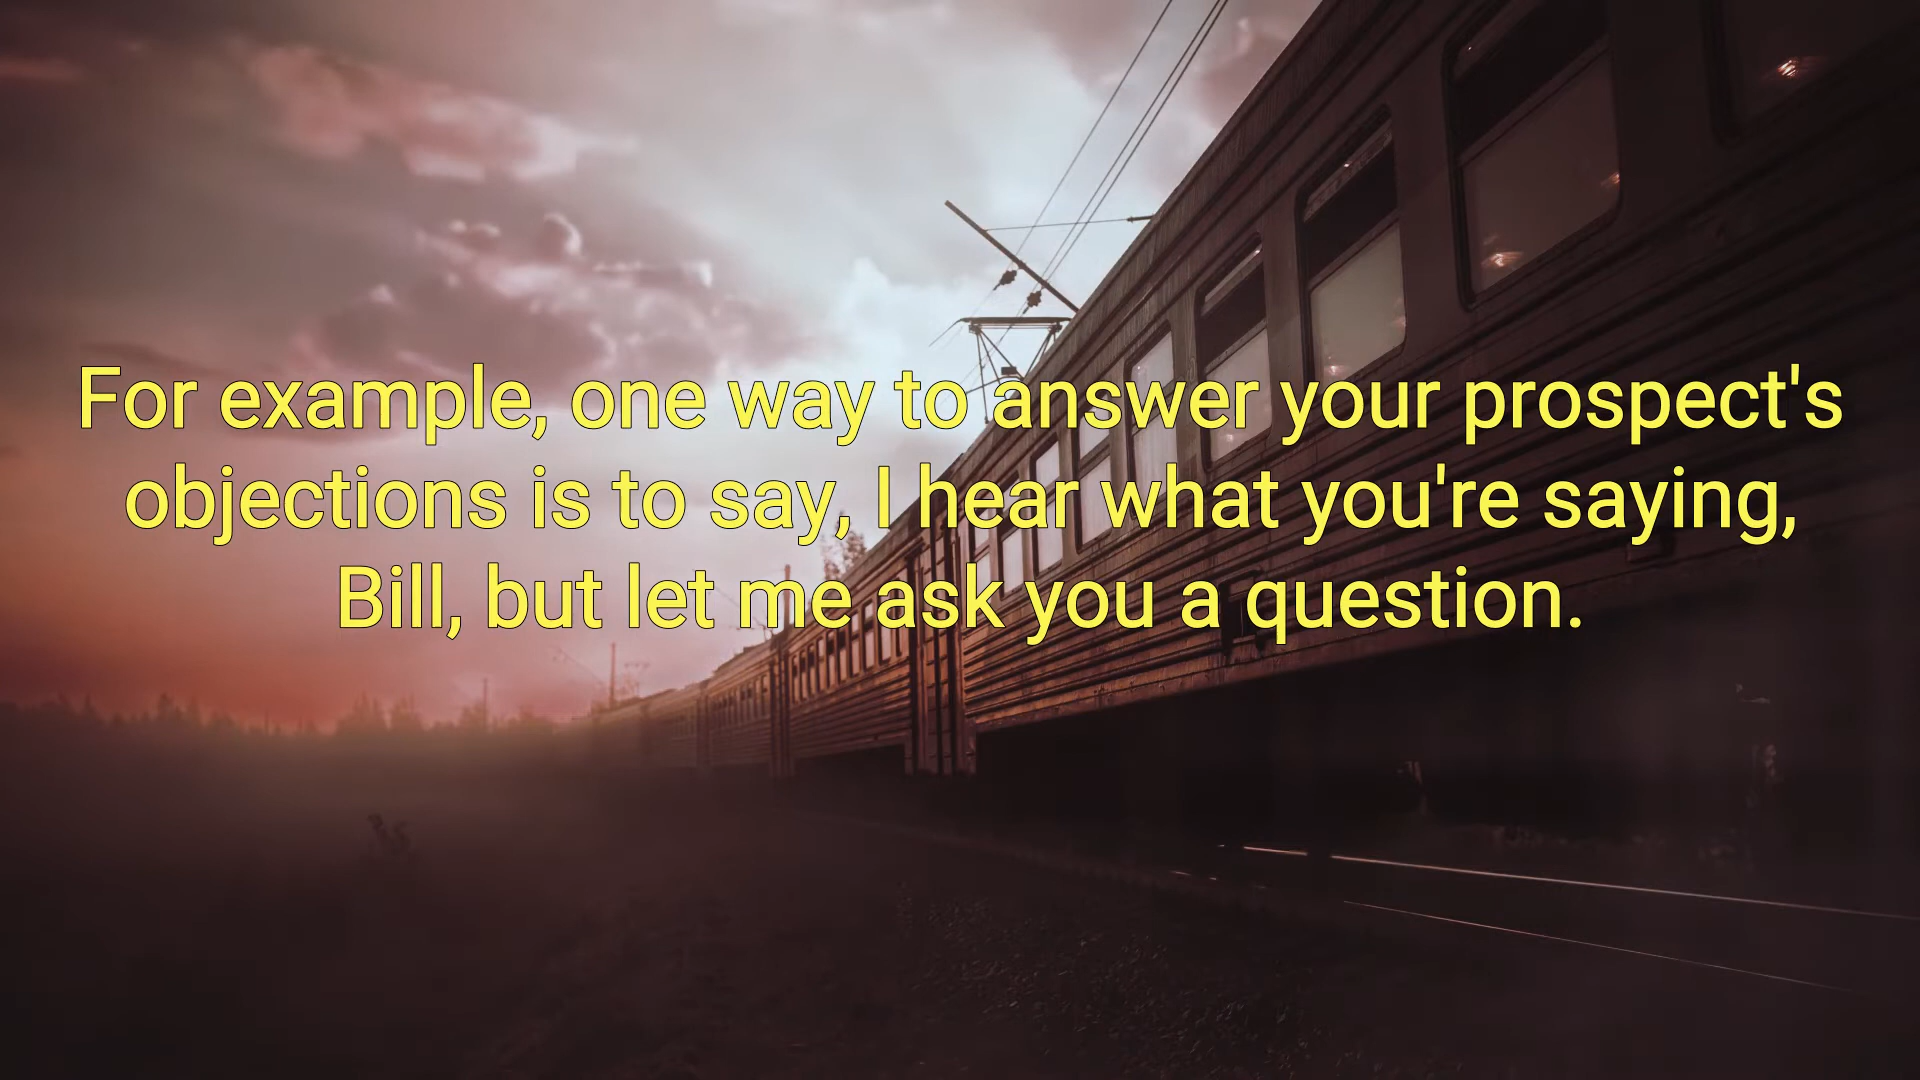 For example, one way to answer your prospect's
objections is to say, I hear what you're saying,
Bill, but let me ask you a question.